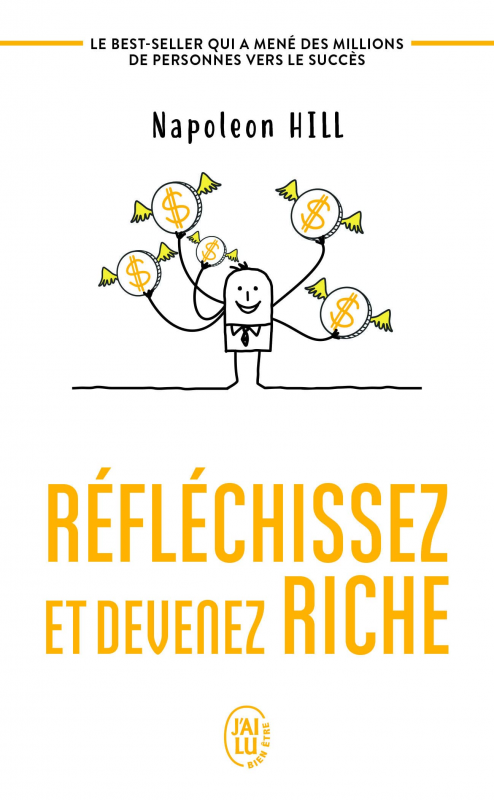 LE BEST-SELLER QUI A MENÉ DES MILLIONS
DE PERSONNES VERS LE SUCCÈS
Napoleon HILL
$
$
$
$
$
RÉFLÉCHISSEZ
ET DEVENEZ RICHE
J'AI
LU
BIEN ÊTRE